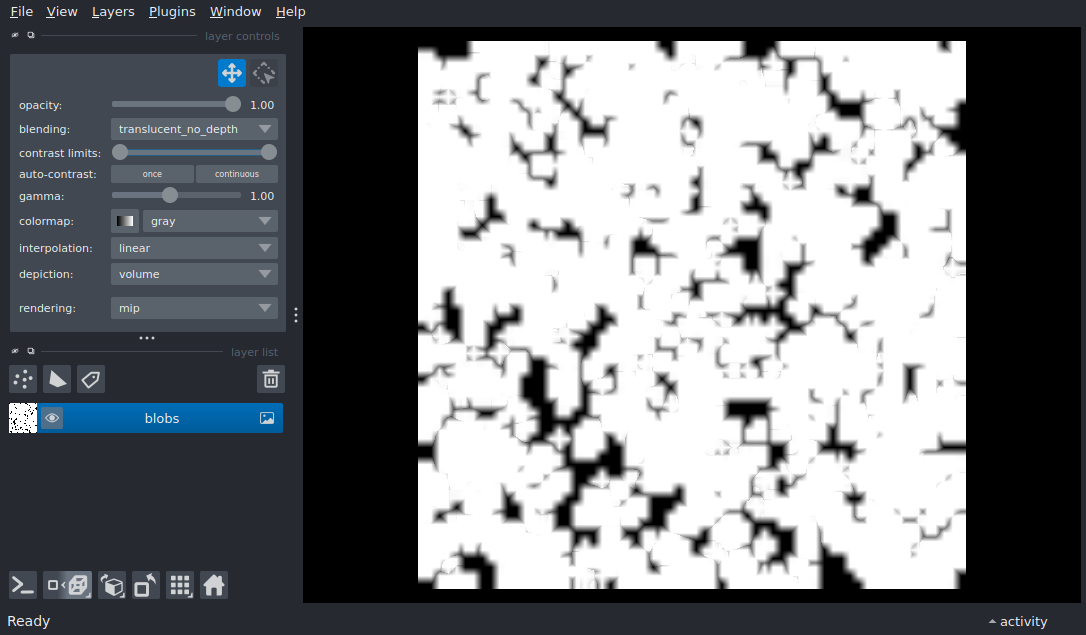 File View Layers Plugins Window Help
layer controls
opacity: 1.00
blending: translucent_no_depth
contrast limits:
auto-contrast: once continuous
gamma: 1.00
colormap: gray
interpolation: linear
depiction: volume
rendering: mip
layer list
blobs
Ready activity